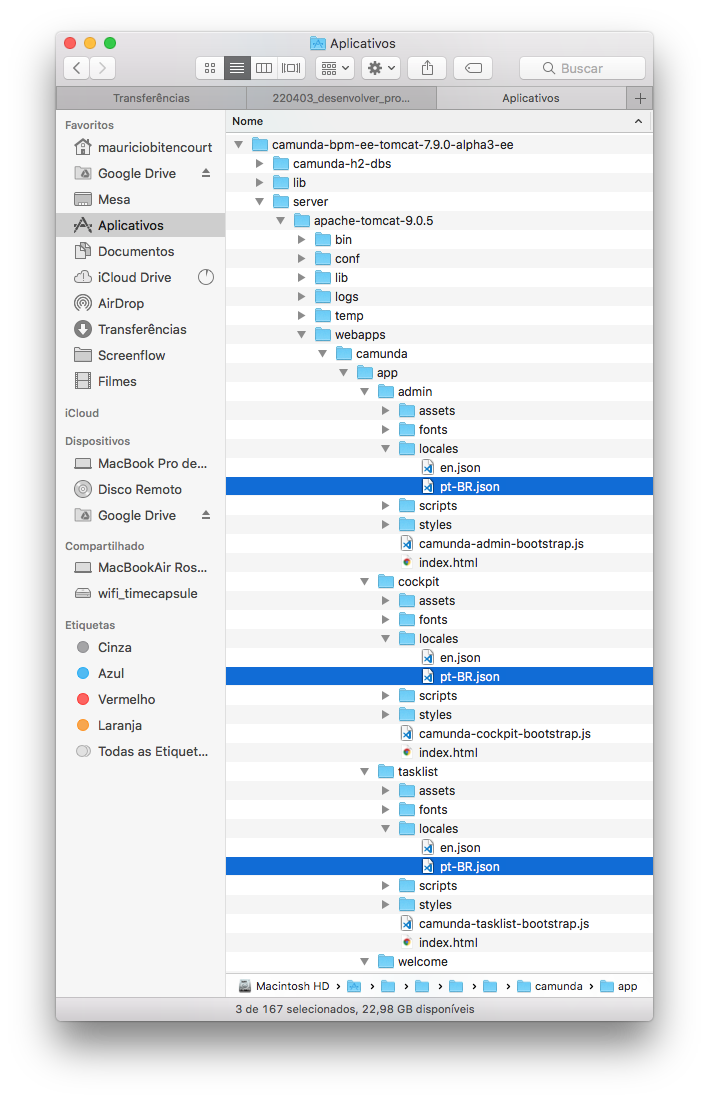 Aplicativos
Buscar
Transferências
220403_desenvolver_pro...
Aplicativos
Favoritos
mauriciobitencourt
Google Drive
Mesa
Aplicativos
Documentos
iCloud Drive
AirDrop
Transferências
Screenflow
Filmes
iCloud
Dispositivos
MacBook Pro de...
Disco Remoto
Google Drive
Compartilhado
MacBookAir Ros...
wifi_timecapsule
Etiquetas
Cinza
Azul
Vermelho
Laranja
Todas as Etiquet...
Nome
camunda-bpm-ee-tomcat-7.9.0-alpha3-ee
camunda-h2-dbs
lib
server
apache-tomcat-9.0.5
bin
conf
lib
logs
temp
webapps
camunda
app
admin
assets
fonts
locales
en.json
pt-BR.json
scripts
styles
camunda-admin-bootstrap.js
index.html
cockpit
assets
fonts
locales
en.json
pt-BR.json
scripts
styles
camunda-cockpit-bootstrap.js
index.html
tasklist
assets
fonts
locales
en.json
pt-BR.json
scripts
styles
camunda-tasklist-bootstrap.js
index.html
welcome
Macintosh HD › › › › › › camunda › app
3 de 167 selecionados, 22,98 GB disponíveis